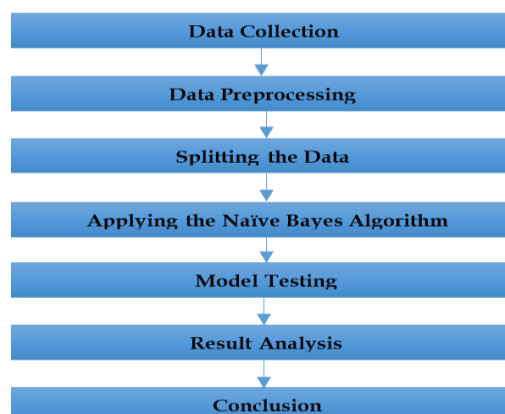 Data Collection
Data Preprocessing
Splitting the Data
Applying the Naïve Bayes Algorithm
Model Testing
Result Analysis
Conclusion